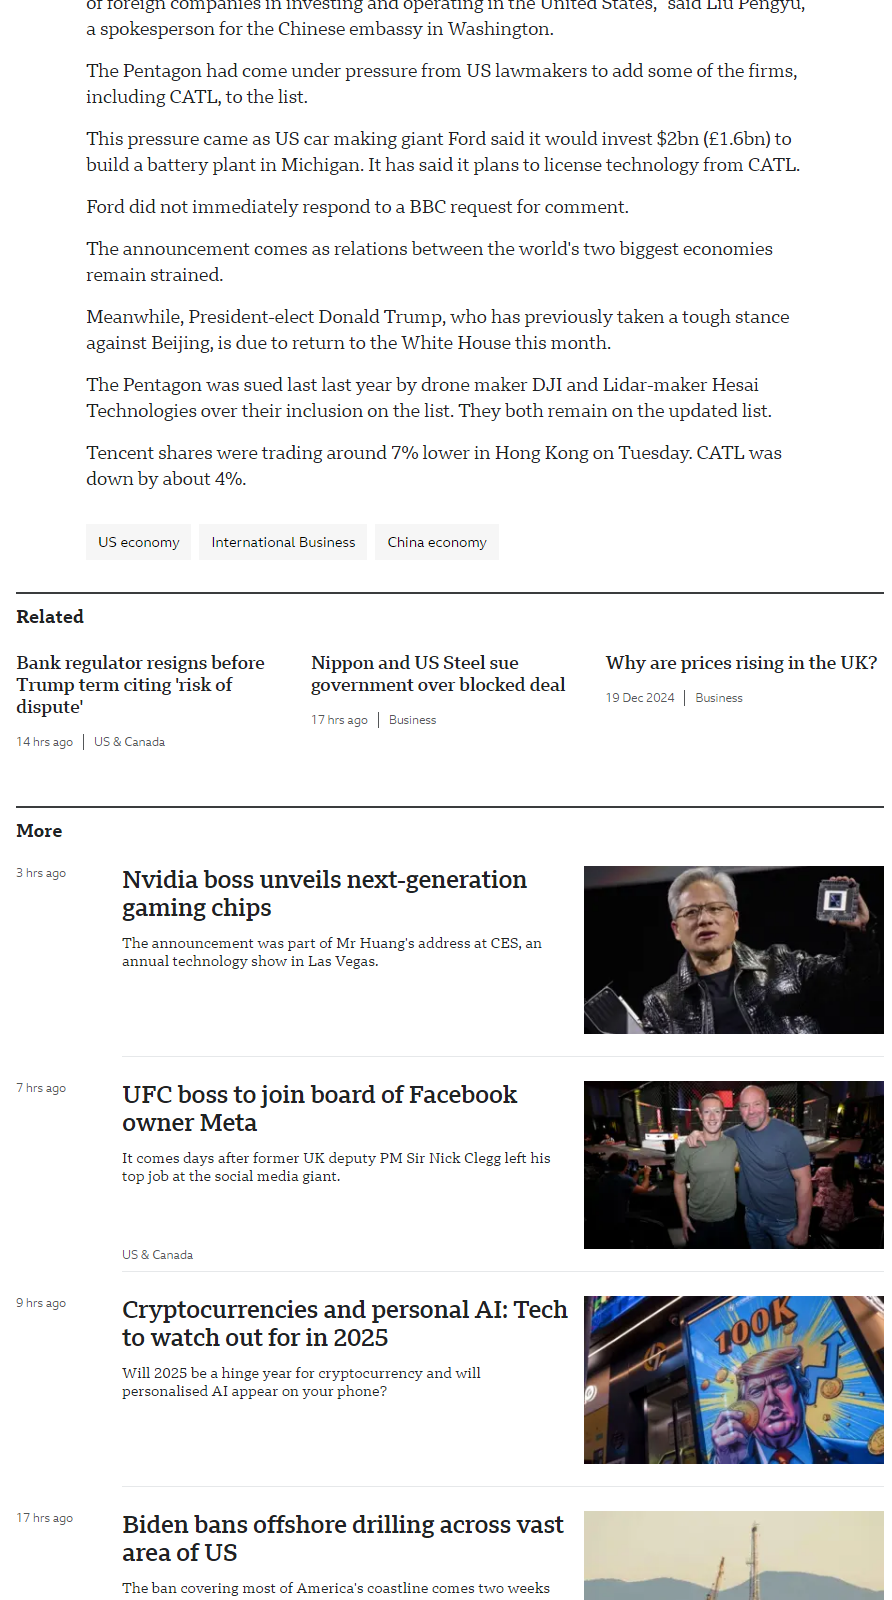 of foreign companies in investing and operating in the United States," said Liu Pengyu,
a spokesperson for the Chinese embassy in Washington.
The Pentagon had come under pressure from US lawmakers to add some of the firms,
including CATL, to the list.
This pressure came as US car making giant Ford said it would invest $2bn (£1.6bn) to
build a battery plant in Michigan. It has said it plans to license technology from CATL.
Ford did not immediately respond to a BBC request for comment.
The announcement comes as relations between the world's two biggest economies
remain strained.
Meanwhile, President-elect Donald Trump, who has previously taken a tough stance
against Beijing, is due to return to the White House this month.
The Pentagon was sued last last year by drone maker DJI and Lidar-maker Hesai
Technologies over their inclusion on the list. They both remain on the updated list.
Tencent shares were trading around 7% lower in Hong Kong on Tuesday. CATL was
down by about 4%.
US economy
International Business
China economy
Related
Bank regulator resigns before
Trump term citing 'risk of
dispute'
14 hrs ago | US & Canada
Nippon and US Steel sue
government over blocked deal
17 hrs ago | Business
Why are prices rising in the UK?
19 Dec 2024 | Business
More
3 hrs ago
Nvidia boss unveils next-generation
gaming chips
The announcement was part of Mr Huang's address at CES, an
annual technology show in Las Vegas.
7 hrs ago
UFC boss to join board of Facebook
owner Meta
It comes days after former UK deputy PM Sir Nick Clegg left his
top job at the social media giant.
US & Canada
9 hrs ago
Cryptocurrencies and personal AI: Tech
to watch out for in 2025
Will 2025 be a hinge year for cryptocurrency and will
personalised AI appear on your phone?
100K
17 hrs ago
Biden bans offshore drilling across vast
area of US
The ban covering most of America's coastline comes two weeks